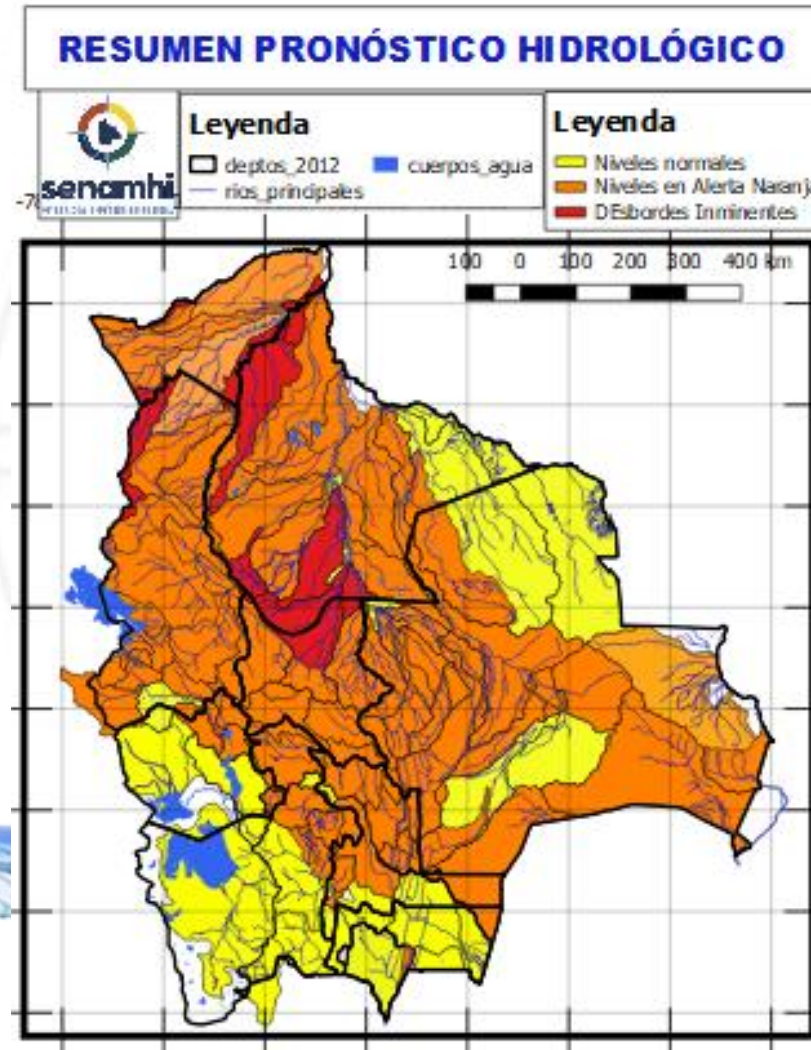 RESUMEN PRONÓSTICO HIDROLÓGICO
senamhi
Leyenda
deptos_2012
cuerpos_agua
rios_principales
Leyenda
Niveles normales
Niveles en Alerta Naranja
DEsbordes Inminentes
100 0 100 200 300 400 km